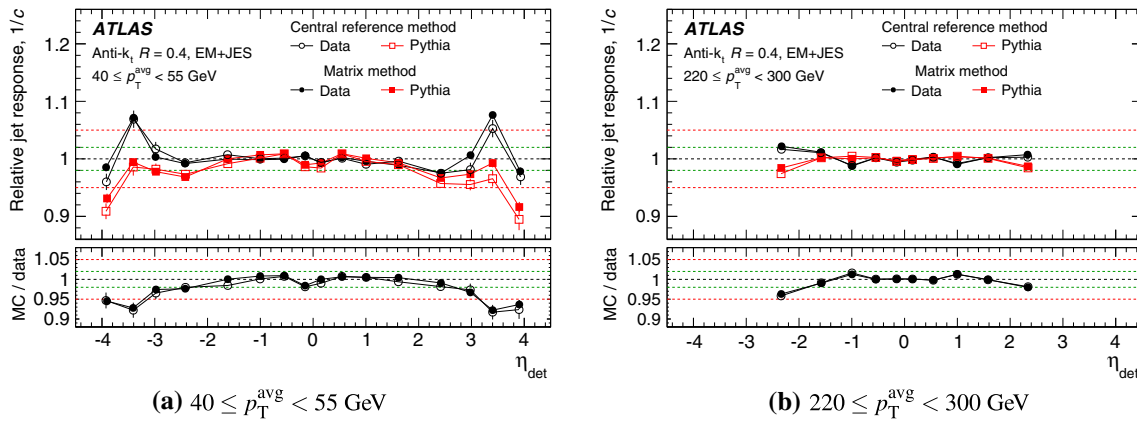 Relative jet response, 1/c
1.2
1.1
1
0.9
ATLAS
Anti-k_t R = 0.4, EM+JES
40 ≤ p_T^avg < 55 GeV
Central reference method
Data Pythia
Matrix method
Data Pythia
MC / data
1.05
1
0.95
0.9
-4 -3 -2 -1 0 1 2 3 4
η_det
(a) 40 ≤ p_T^avg < 55 GeV
Relative jet response, 1/c
1.2
1.1
1
0.9
ATLAS
Anti-k_t R = 0.4, EM+JES
220 ≤ p_T^avg < 300 GeV
Central reference method
Data Pythia
Matrix method
Data Pythia
MC / data
1.05
1
0.95
0.9
-4 -3 -2 -1 0 1 2 3 4
η_det
(b) 220 ≤ p_T^avg < 300 GeV